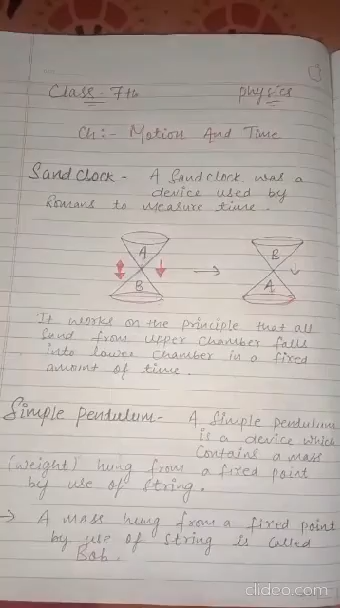 Class - 7th physics
Ch:- Motion And Time
Sand clock - A Sand clock was a
device used by
Romans to measure time.
A B
B A
It works on the principle that all
Sand from upper chamber falls
into lower chamber in a fixed
amount of time.
Simple pendulum - A Simple pendulum
is a device which
Contains a mass
(weight) hung from a fixed point
by use of string.
→ A mass hung from a fixed point
by use of string is called
Bob.
clideo.com